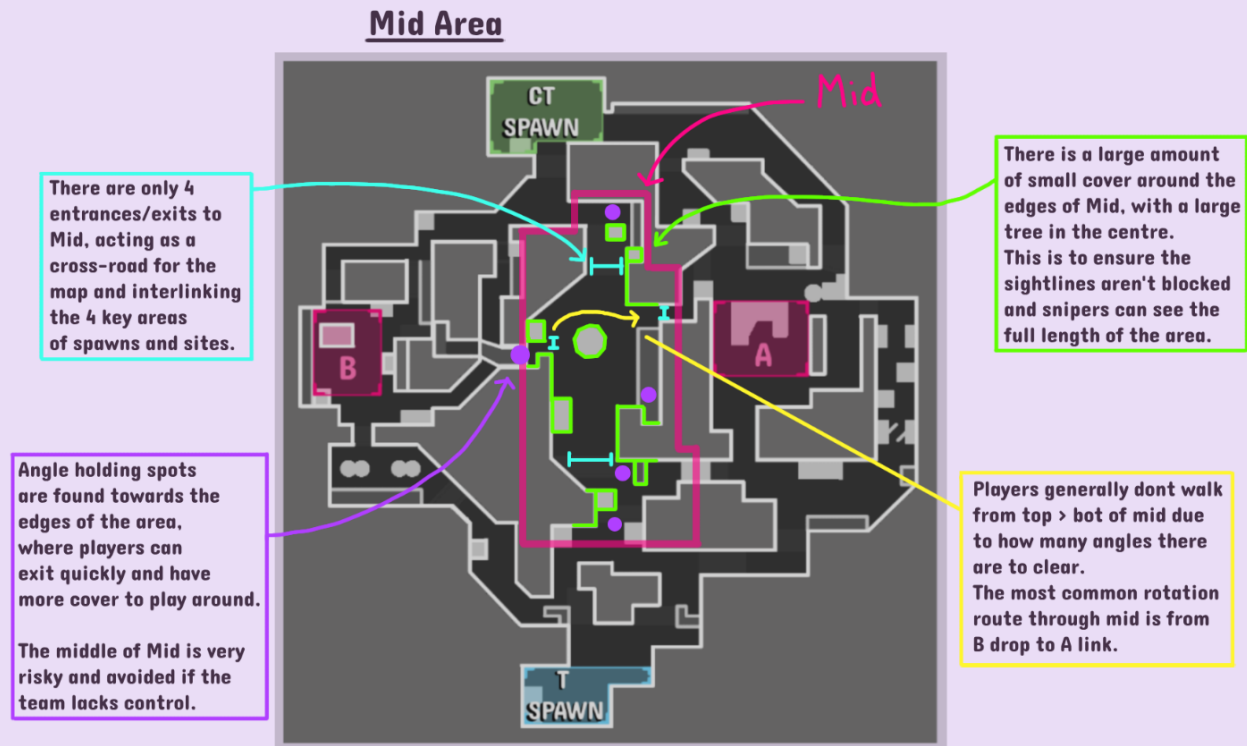 Mid Area
CT
SPAWN
Mid
There are only 4
entrances/exits to
Mid, acting as a
cross-road for the
map and interlinking
the 4 key areas
of spawns and sites.
There is a large amount
of small cover around the
edges of Mid, with a large
tree in the centre.
This is to ensure the
sightlines aren't blocked
and snipers can see the
full length of the area.
B
A
Angle holding spots
are found towards the
edges of the area,
where players can
exit quickly and have
more cover to play around.
The middle of Mid is very
risky and avoided if the
team lacks control.
Players generally dont walk
from top > bot of mid due
to how many angles there
are to clear.
The most common rotation
route through mid is from
B drop to A link.
T
SPAWN